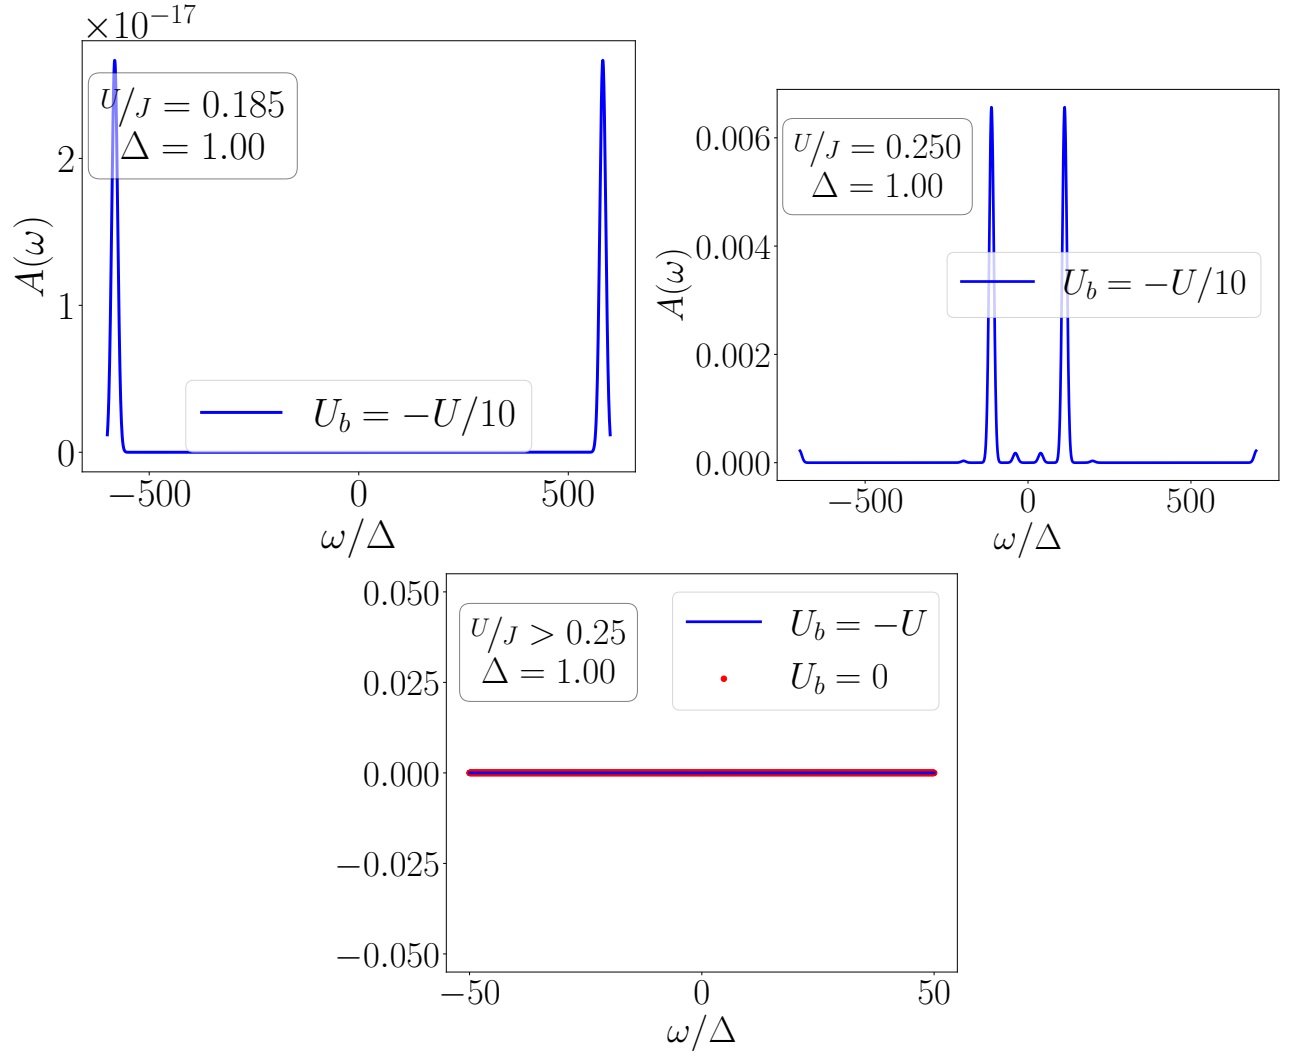 ×10⁻¹⁷
U/J = 0.185
Δ = 1.00
2
1
0
A(ω)
U_b = −U/10
−500 0 500
ω/Δ
U/J = 0.250
Δ = 1.00
0.006
0.004
0.002
0.000
A(ω)
U_b = −U/10
−500 0 500
ω/Δ
U/J > 0.25
Δ = 1.00
U_b = −U
U_b = 0
0.050
0.025
0.000
−0.025
−0.050
−50 0 50
ω/Δ